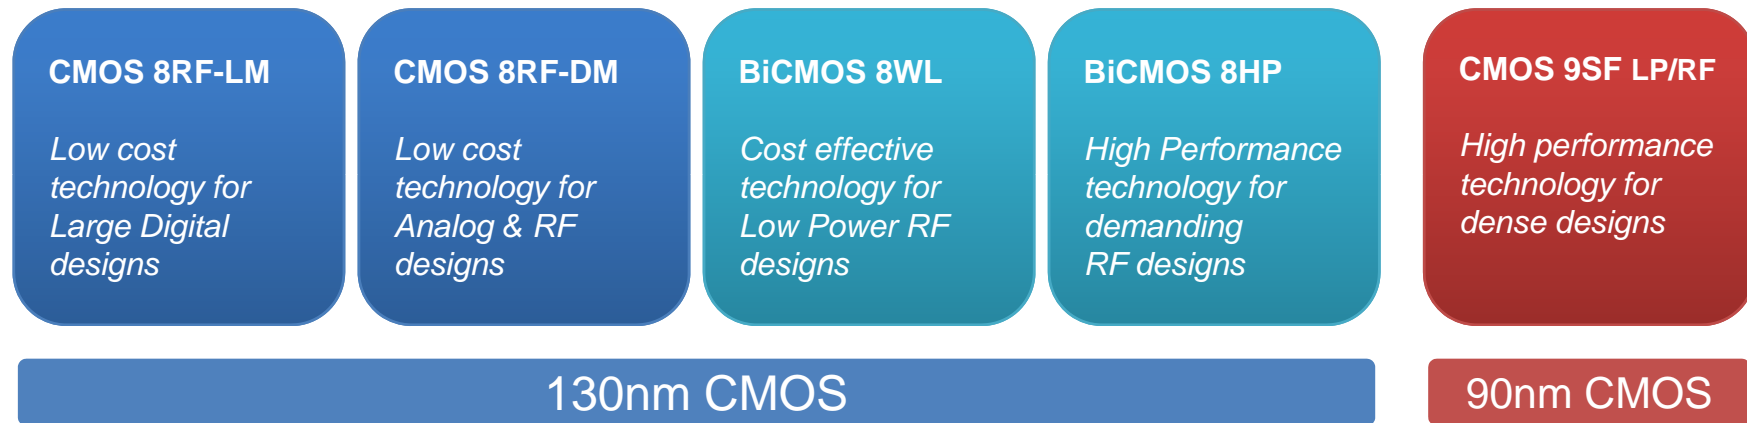 CMOS 8RF-LM
Low cost
technology for
Large Digital
designs
CMOS 8RF-DM
Low cost
technology for
Analog & RF
designs
BiCMOS 8WL
Cost effective
technology for
Low Power RF
designs
BiCMOS 8HP
High Performance
technology for
demanding
RF designs
CMOS 9SF LP/RF
High performance
technology for
dense designs
130nm CMOS
90nm CMOS